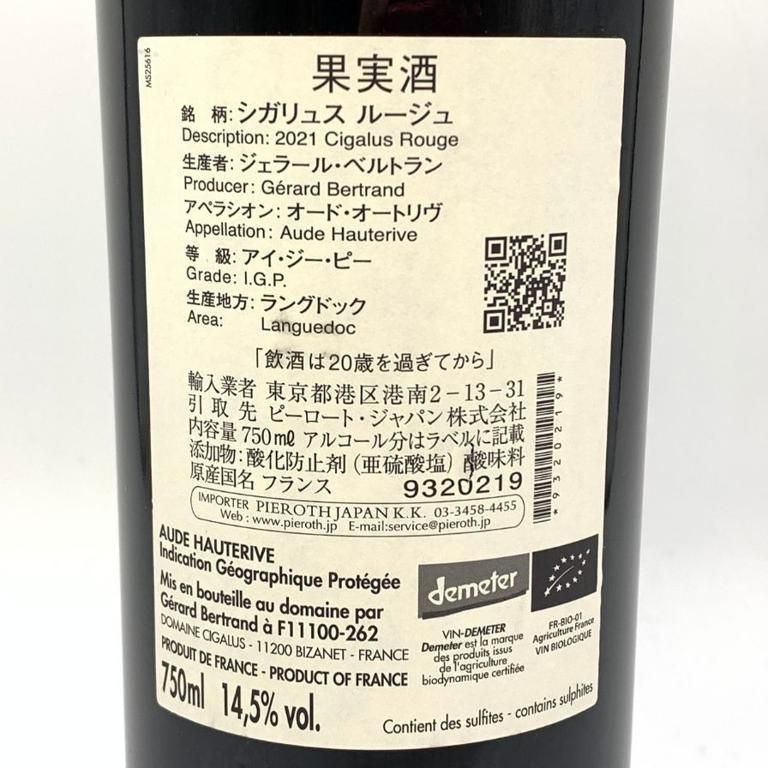 MS25616
果実酒
銘 柄: シガリュス ルージュ
Description: 2021 Cigalus Rouge
生産者: ジェラール・ベルトラン
Producer: Gérard Bertrand
アペラシオン: オード・オートリヴ
Appellation: Aude Hauterive
等 級: アイ・ジー・ピー
Grade: I.G.P.
生産地方: ラングドック
Area: Languedoc
「飲酒は20歳を過ぎてから」
輸入業者 東京都港区港南2-13-31
引取先 ピーロート・ジャパン株式会社
内容量 750mℓ アルコール分はラベルに記載
添加物: 酸化防止剤 (亜硫酸塩) 酸味料
原産国名 フランス 9320219
*9320219*
IMPORTER PIEROTH JAPAN K.K. 03-3458-4455
Web : www.pieroth.jp E-mail:service@pieroth.jp
AUDE HAUTERIVE
Indication Géographique Protégée
Mis en bouteille au domaine par
Gérard Bertrand à F11100-262
DOMAINE CIGALUS - 11200 BIZANET - FRANCE
PRODUIT DE FRANCE - PRODUCT OF FRANCE
750ml 14,5% vol.
demeter
VIN-DEMETER
Demeter est la marque
des produits issus
de l'agriculture
biodynamique certifiée
FR-BIO-01
Agriculture France
VIN BIOLOGIQUE
Contient des sulfites - contains sulphites